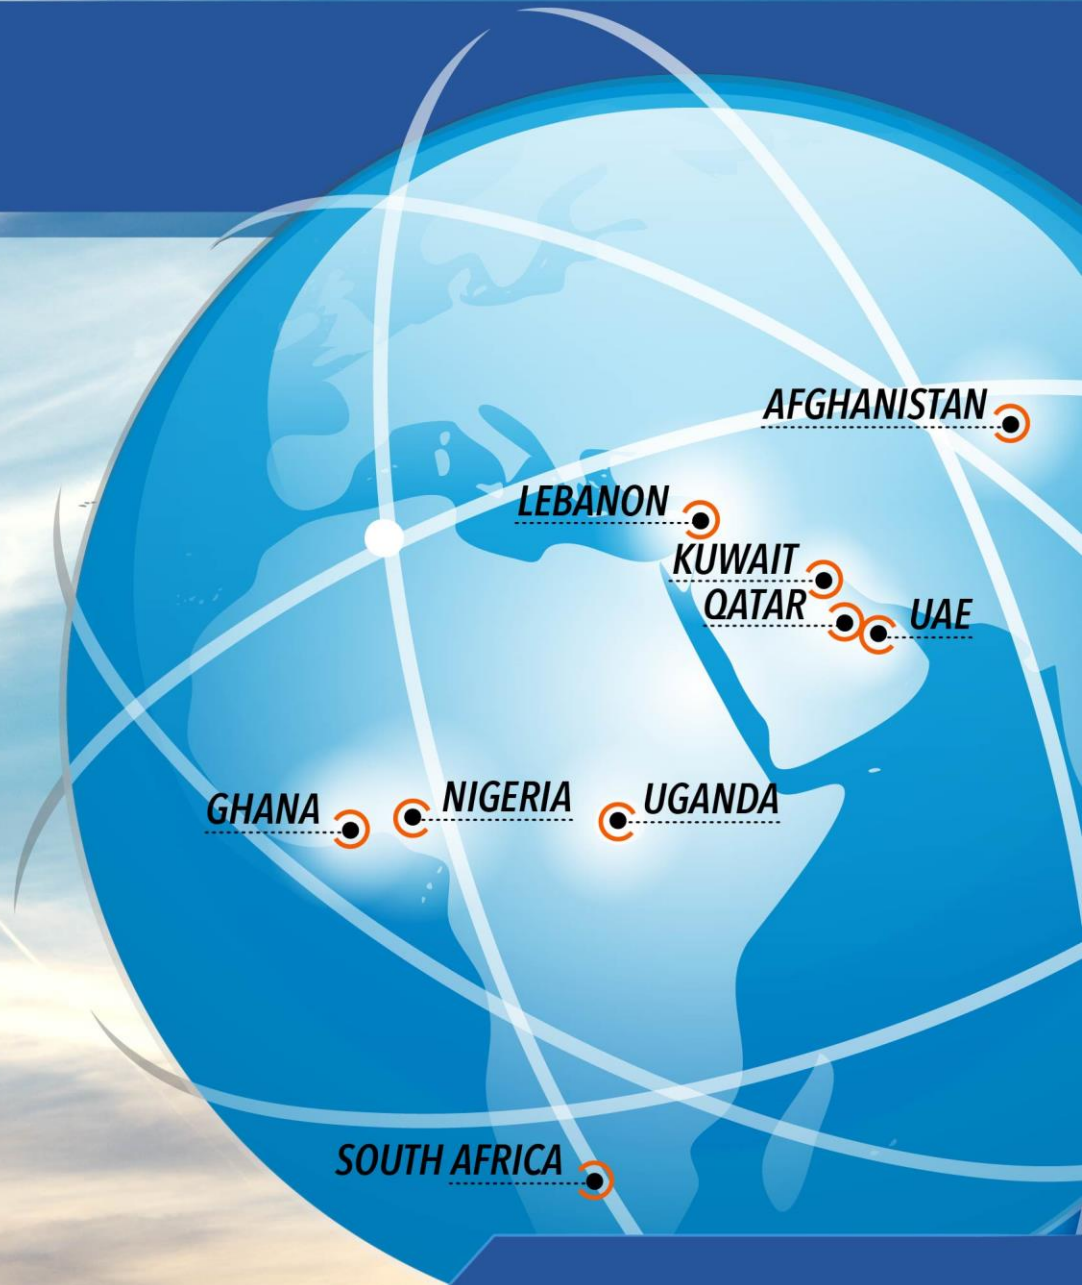 AFGHANISTAN
LEBANON
KUWAIT
QATAR
UAE
GHANA
NIGERIA
UGANDA
SOUTH AFRICA